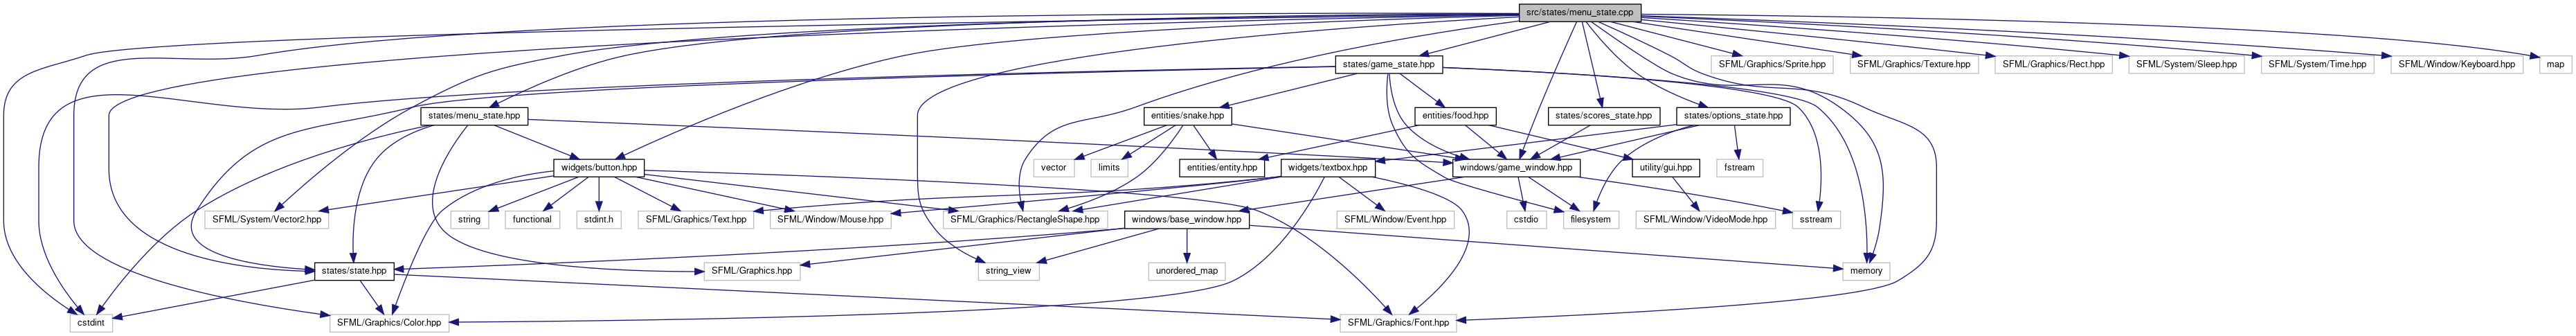 src/states/menu_state.cpp
states/game_state.hpp
SFML/Graphics/Sprite.hpp
SFML/Graphics/Texture.hpp
SFML/Graphics/Rect.hpp
SFML/System/Sleep.hpp
SFML/System/Time.hpp
SFML/Window/Keyboard.hpp
map
states/menu_state.hpp
entities/snake.hpp
entities/food.hpp
states/scores_state.hpp
states/options_state.hpp
widgets/button.hpp
vector
limits
entities/entity.hpp
widgets/textbox.hpp
windows/game_window.hpp
utility/gui.hpp
fstream
SFML/System/Vector2.hpp
string
functional
stdint.h
SFML/Graphics/Text.hpp
SFML/Window/Mouse.hpp
SFML/Graphics/RectangleShape.hpp
windows/base_window.hpp
SFML/Window/Event.hpp
cstdio
filesystem
SFML/Window/VideoMode.hpp
sstream
states/state.hpp
SFML/Graphics.hpp
string_view
unordered_map
memory
cstdint
SFML/Graphics/Color.hpp
SFML/Graphics/Font.hpp